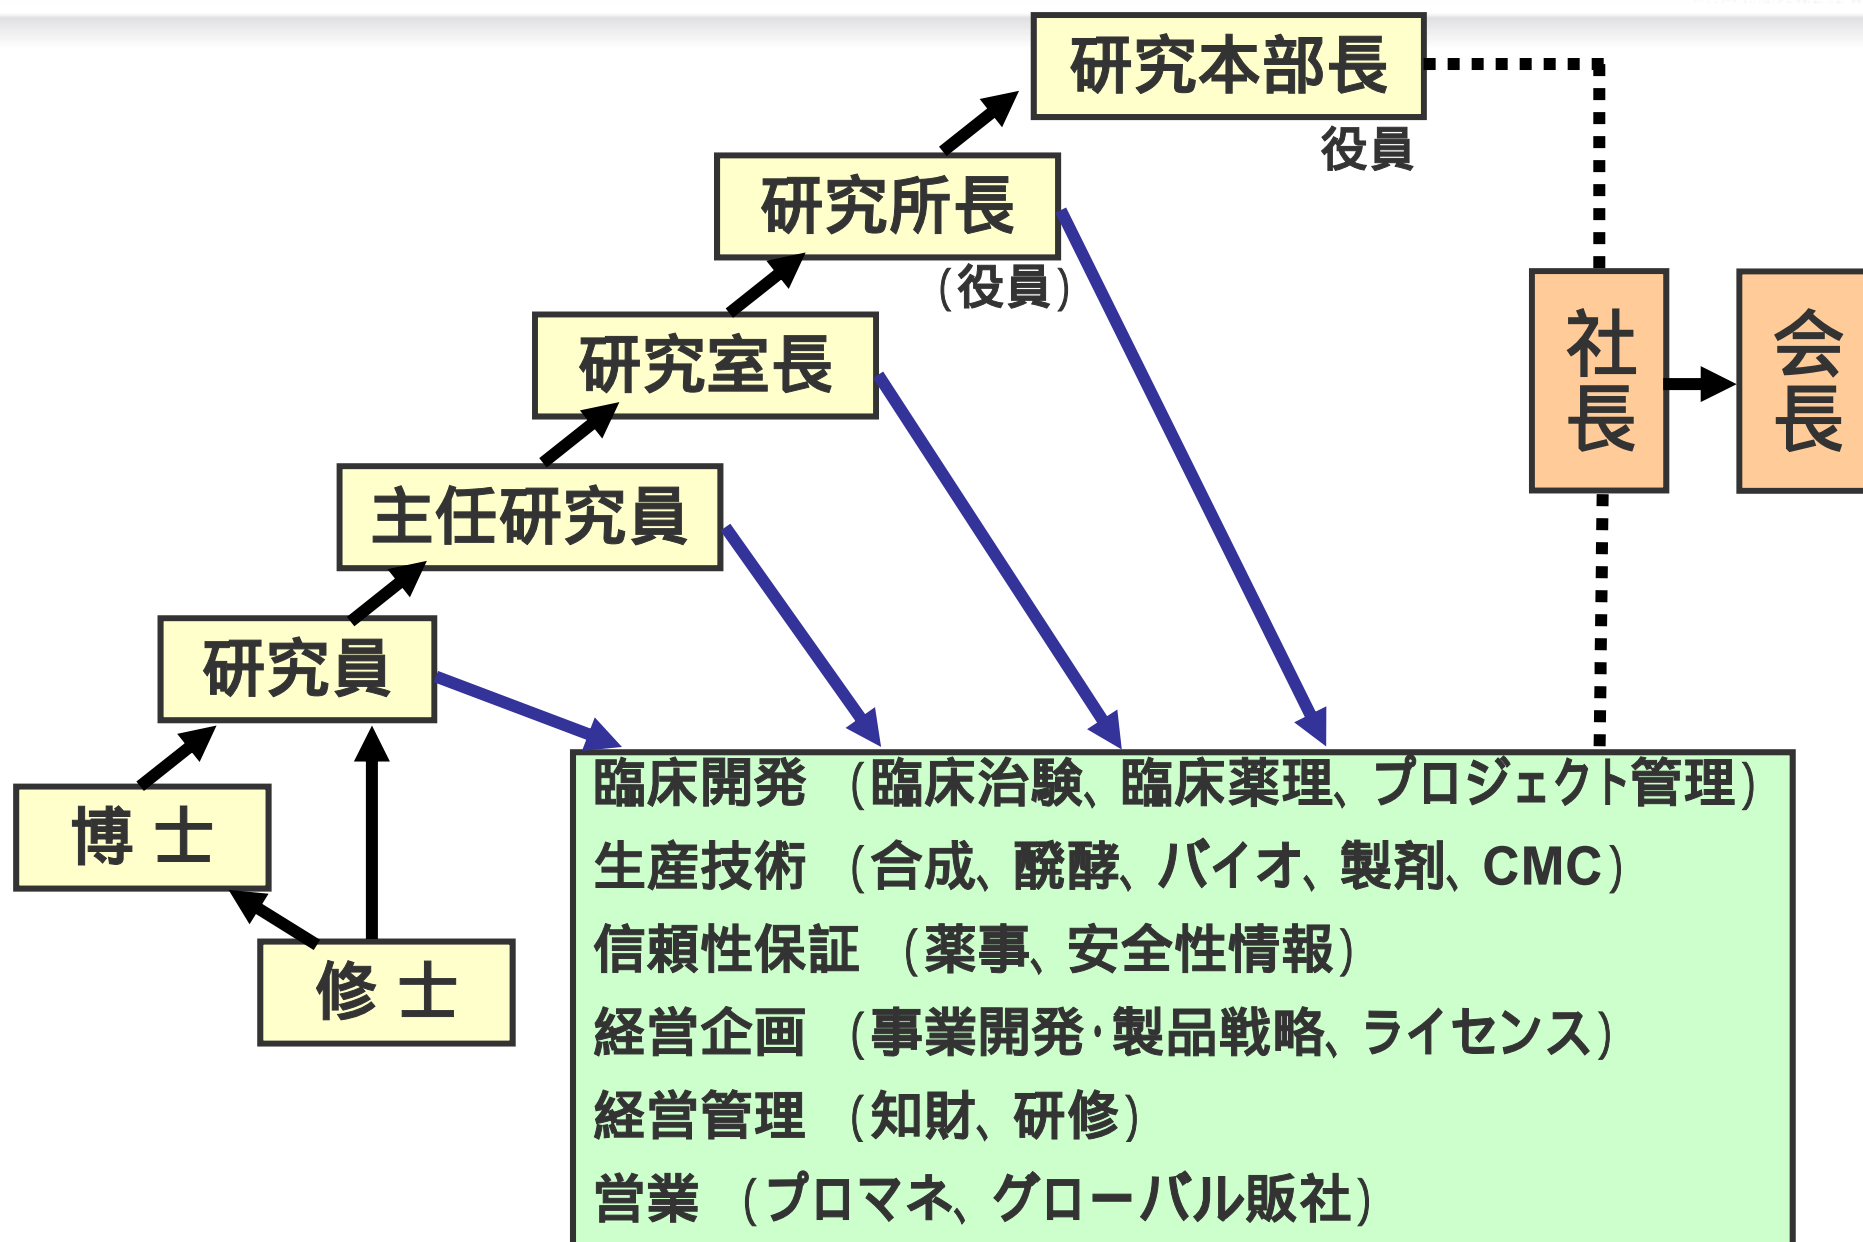 研究本部長
役員
研究所長
（役員）
研究室長
社長
会長
主任研究員
研究員
博 士
修 士
臨床開発 （臨床治験、臨床薬理、プロジェクト管理）
生産技術 （合成、醗酵、バイオ、製剤、CMC）
信頼性保証 （薬事、安全性情報）
経営企画 （事業開発･製品戦略、ライセンス）
経営管理 （知財、研修）
営業 （プロマネ、グローバル販社）